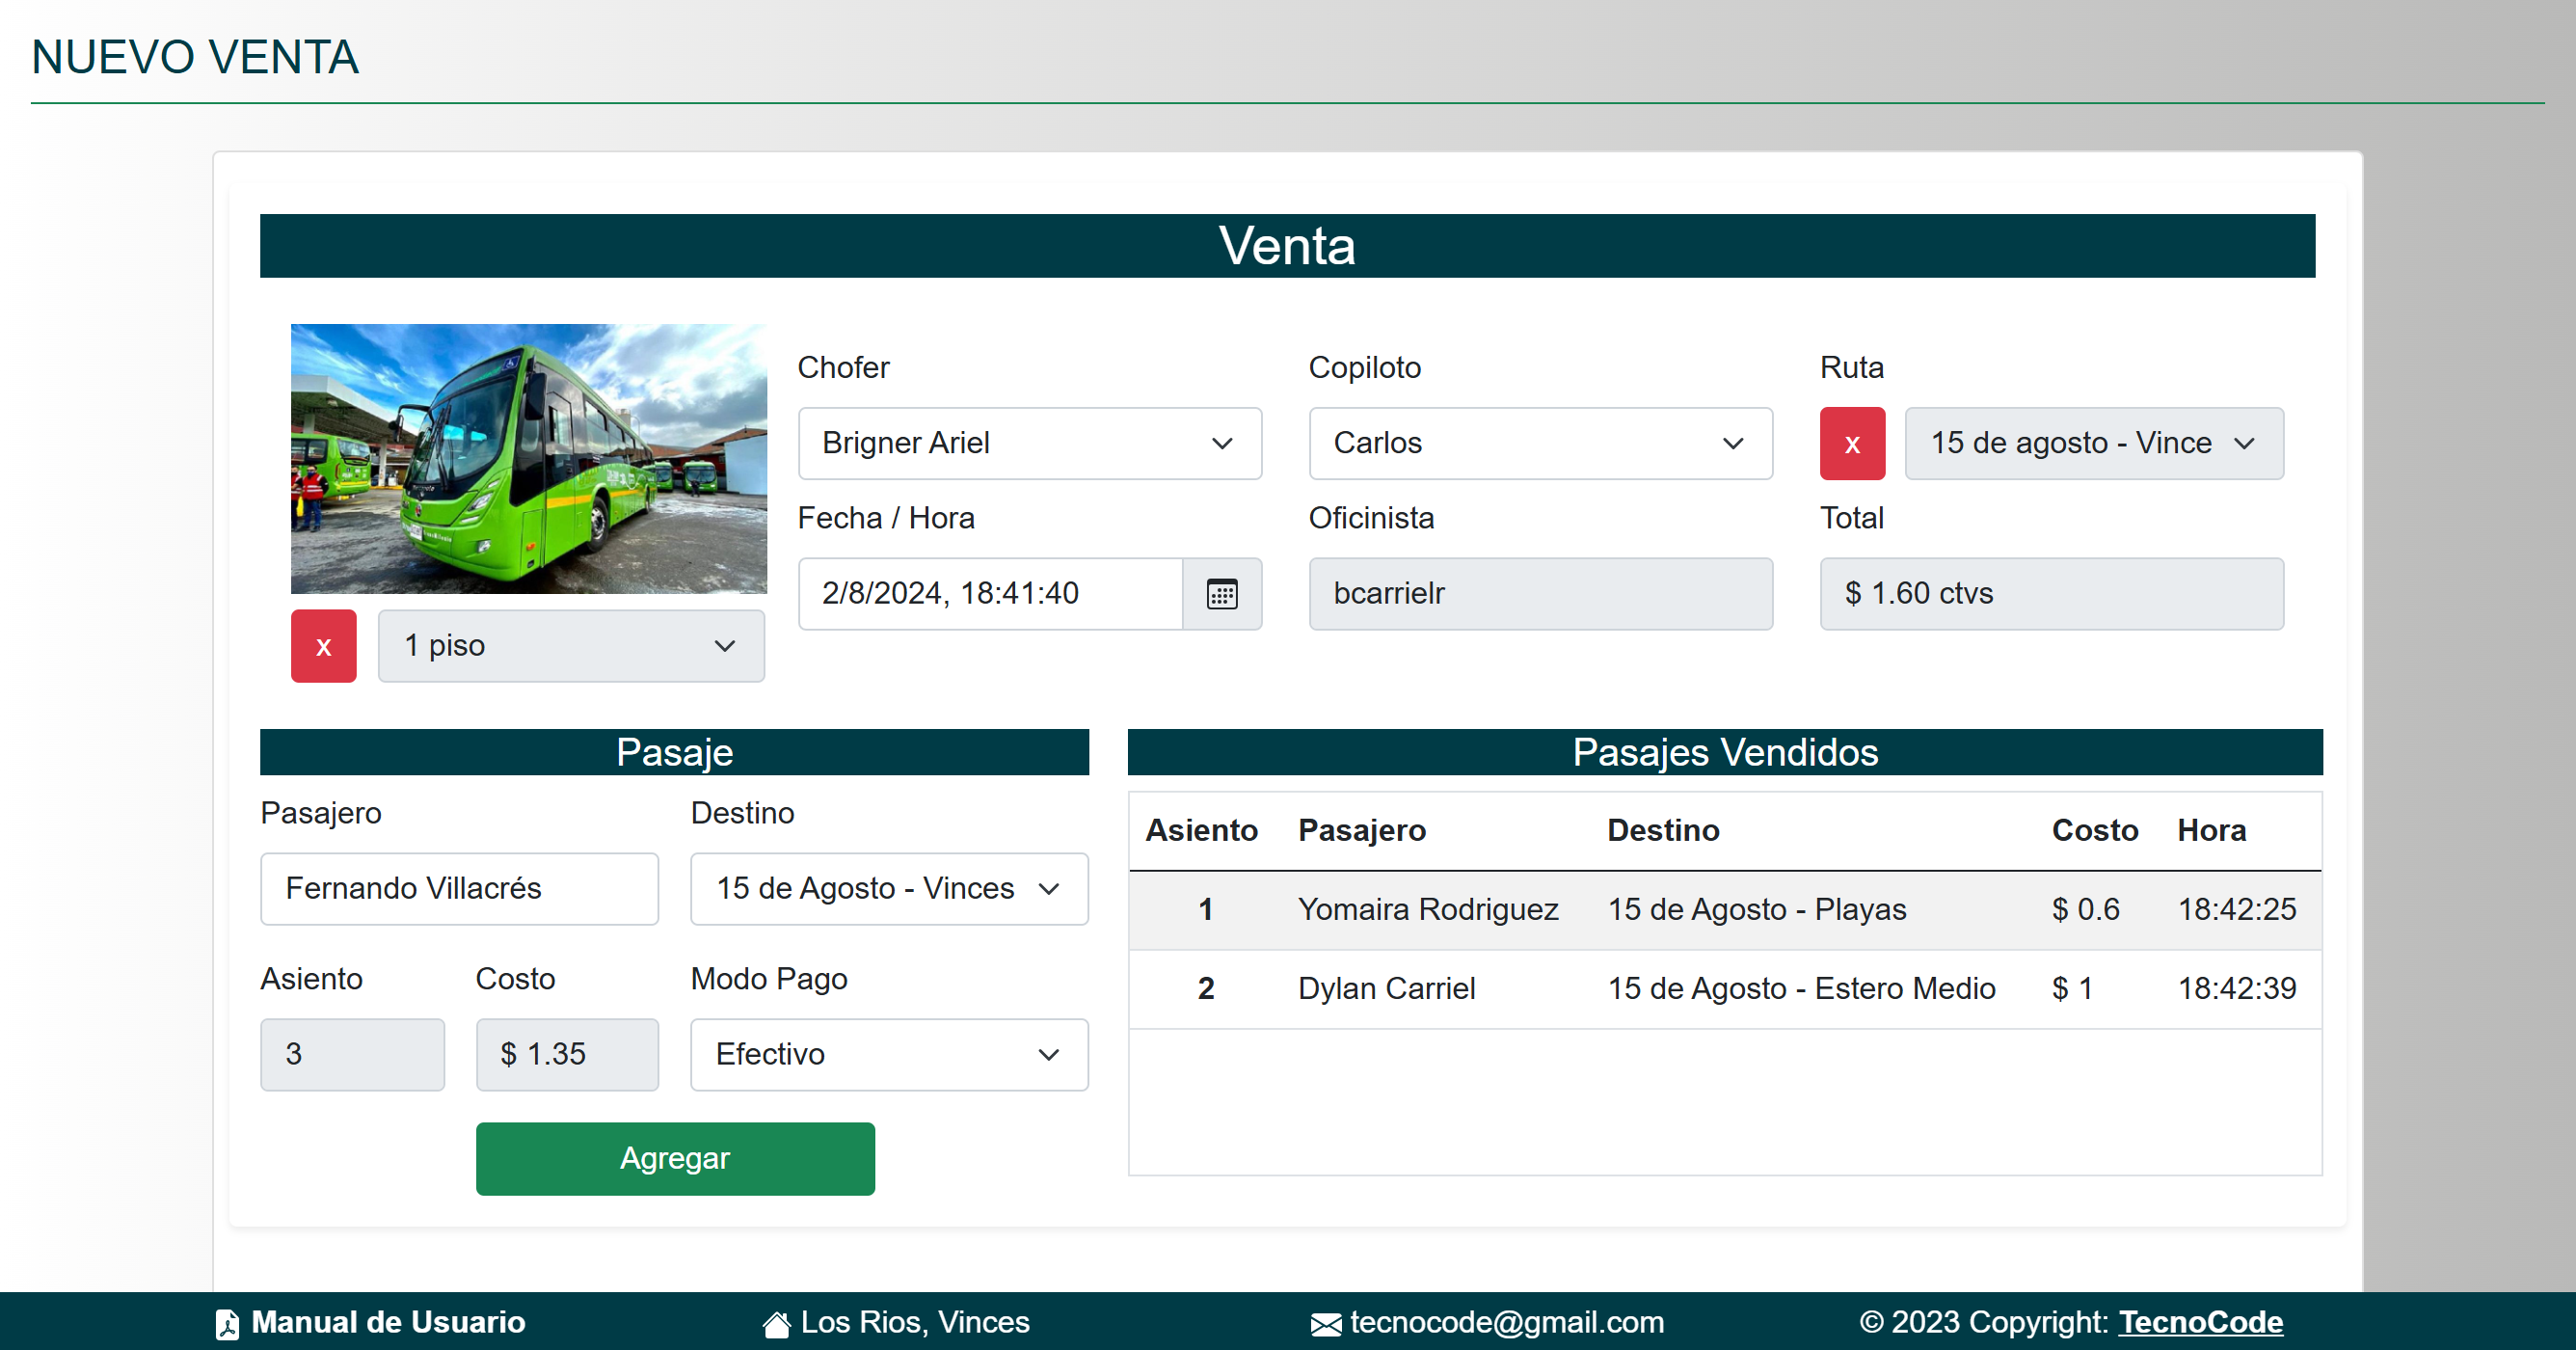 NUEVO VENTA
Venta
Chofer
Copiloto
Ruta
Brigner Ariel
Carlos
x
15 de agosto - Vince
Fecha / Hora
Oficinista
Total
2/8/2024, 18:41:40
bcarrielr
$ 1.60 ctvs
x
1 piso
Pasaje
Pasajero
Destino
Fernando Villacrés
15 de Agosto - Vinces
Asiento
Costo
Modo Pago
3
$ 1.35
Efectivo
Agregar
Pasajes Vendidos
Asiento Pasajero Destino Costo Hora
1 Yomaira Rodriguez 15 de Agosto - Playas $ 0.6 18:42:25
2 Dylan Carriel 15 de Agosto - Estero Medio $ 1 18:42:39
Manual de Usuario
Los Rios, Vinces
tecnocode@gmail.com
© 2023 Copyright: TecnoCode